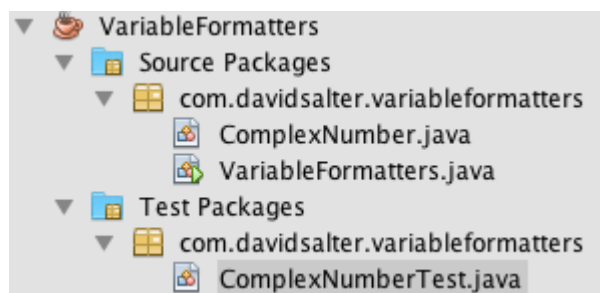 VariableFormatters
Source Packages
com.davidsalter.variableformatters
ComplexNumber.java
VariableFormatters.java
Test Packages
com.davidsalter.variableformatters
ComplexNumberTest.java